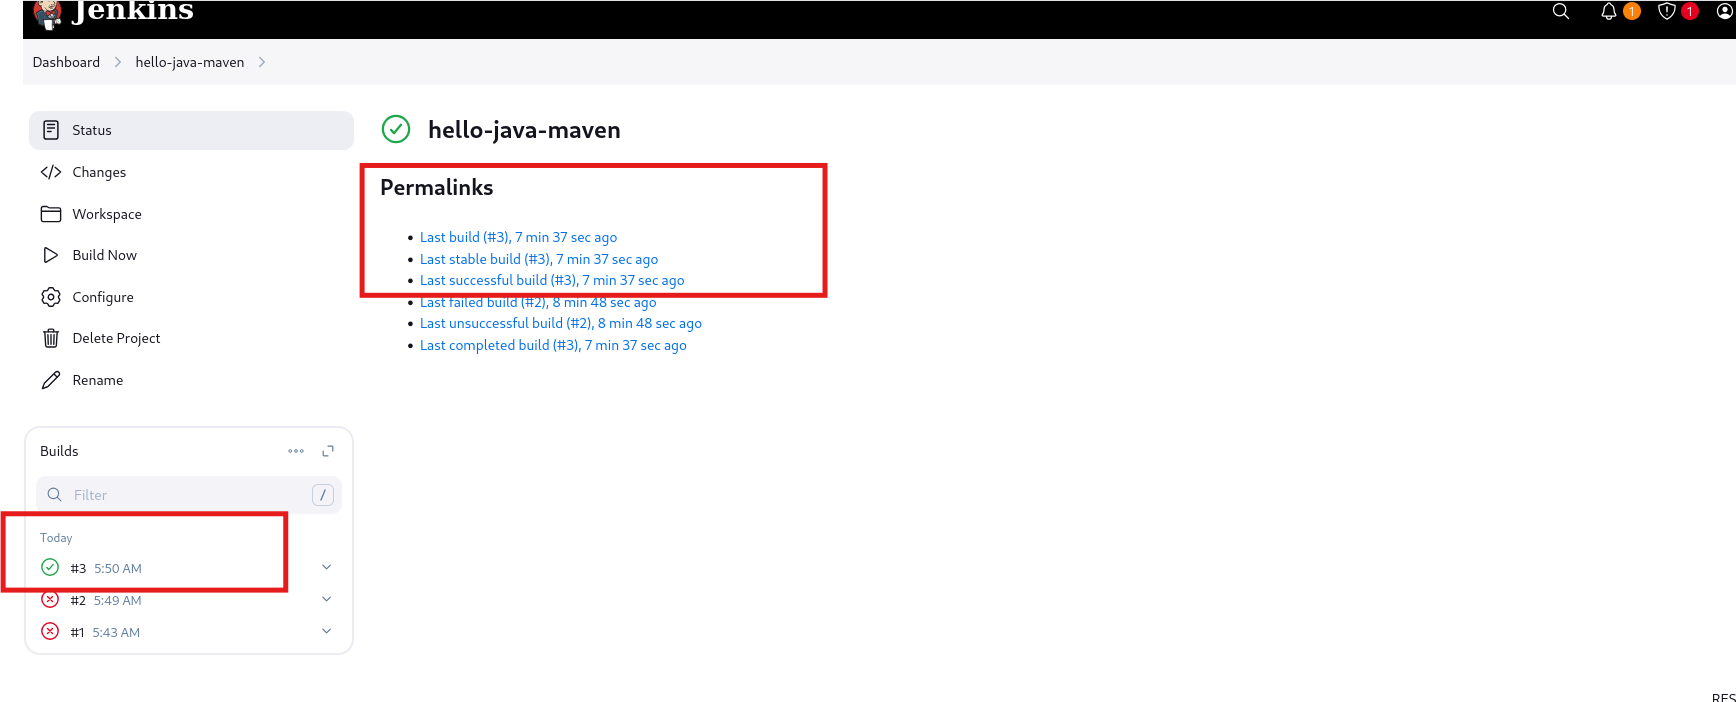 Jenkins
1
1
Dashboard
hello-java-maven
Status
Changes
Workspace
Build Now
Configure
Delete Project
Rename
hello-java-maven
Permalinks
Last build (#3), 7 min 37 sec ago
Last stable build (#3), 7 min 37 sec ago
Last successful build (#3), 7 min 37 sec ago
Last failed build (#2), 8 min 48 sec ago
Last unsuccessful build (#2), 8 min 48 sec ago
Last completed build (#3), 7 min 37 sec ago
Builds
Filter
/
Today
#3 5:50 AM
#2 5:49 AM
#1 5:43 AM
RES